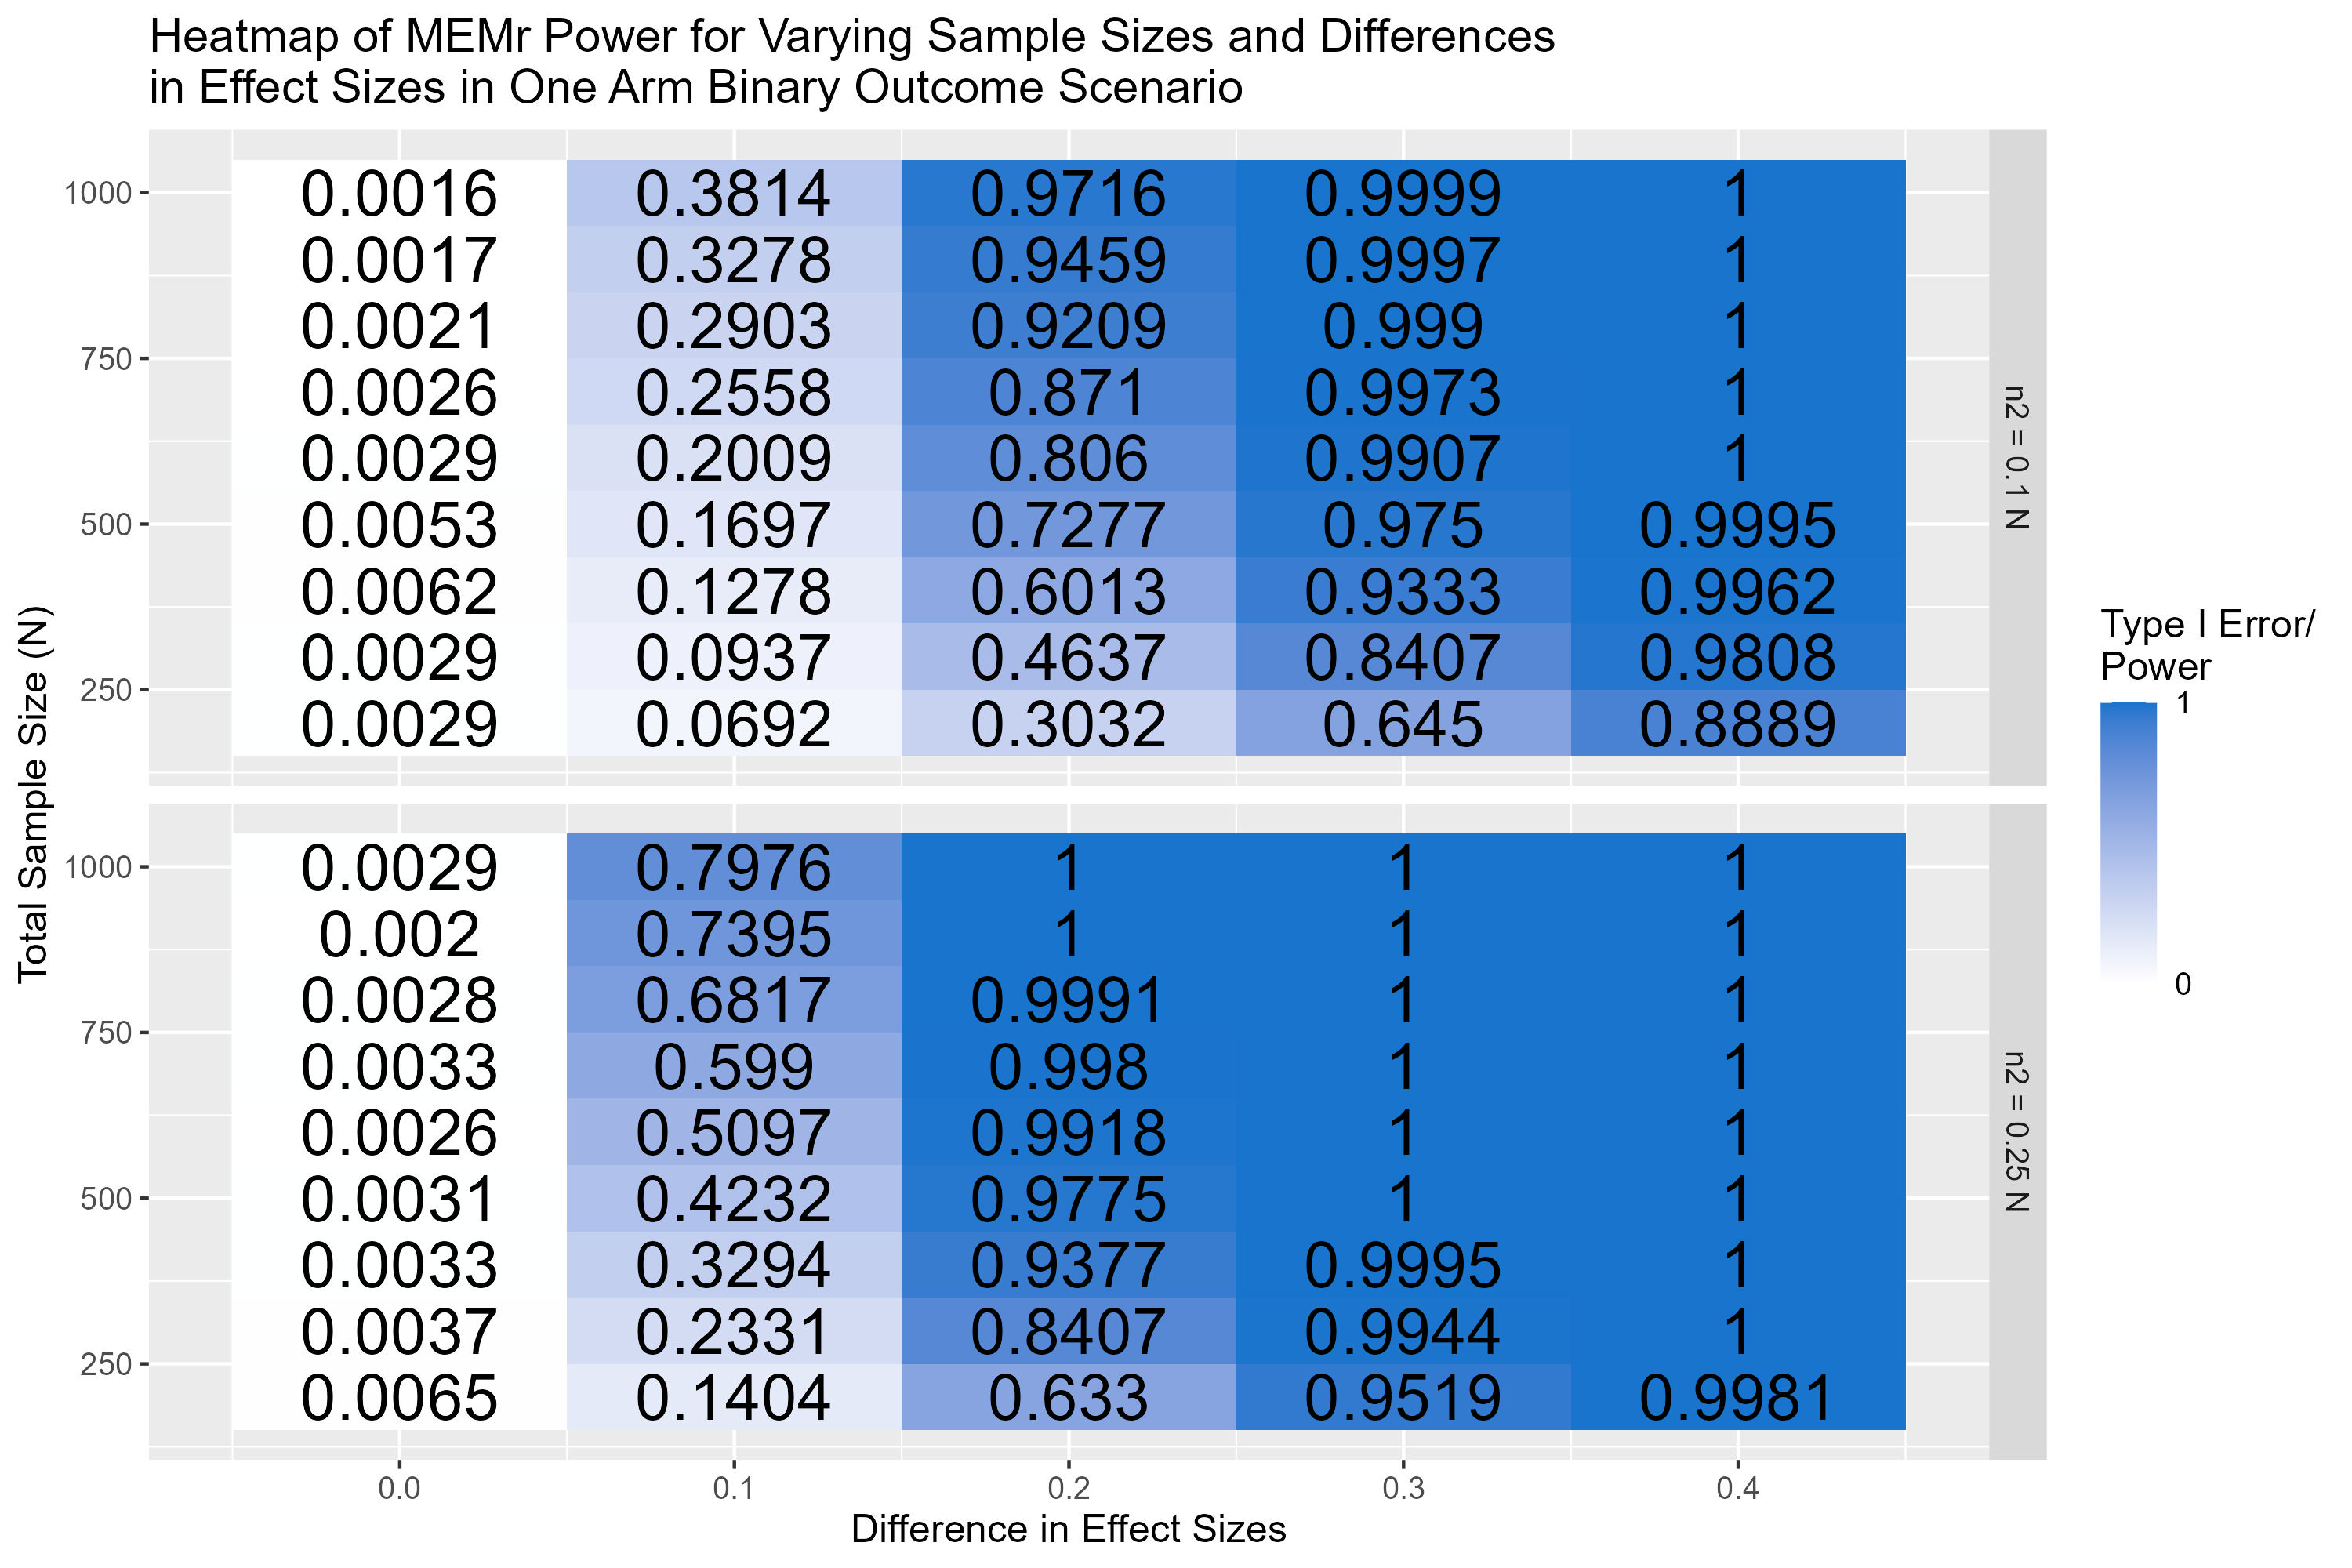 Heatmap of MEMr Power for Varying Sample Sizes and Differences
in Effect Sizes in One Arm Binary Outcome Scenario
Total Sample Size (N)
1000
750
500
250
0.0016 0.3814 0.9716 0.9999 1
0.0017 0.3278 0.9459 0.9997 1
0.0021 0.2903 0.9209 0.999 1
0.0026 0.2558 0.871 0.9973 1
0.0029 0.2009 0.806 0.9907 1
0.0053 0.1697 0.7277 0.975 0.9995
0.0062 0.1278 0.6013 0.9333 0.9962
0.0029 0.0937 0.4637 0.8407 0.9808
0.0029 0.0692 0.3032 0.645 0.8889
n2 = 0.1 N
1000
750
500
250
0.0029 0.7976 1 1 1
0.002 0.7395 1 1 1
0.0028 0.6817 0.9991 1 1
0.0033 0.599 0.998 1 1
0.0026 0.5097 0.9918 1 1
0.0031 0.4232 0.9775 1 1
0.0033 0.3294 0.9377 0.9995 1
0.0037 0.2331 0.8407 0.9944 1
0.0065 0.1404 0.633 0.9519 0.9981
n2 = 0.25 N
0.0 0.1 0.2 0.3 0.4
Difference in Effect Sizes
Type I Error/
Power
1
0